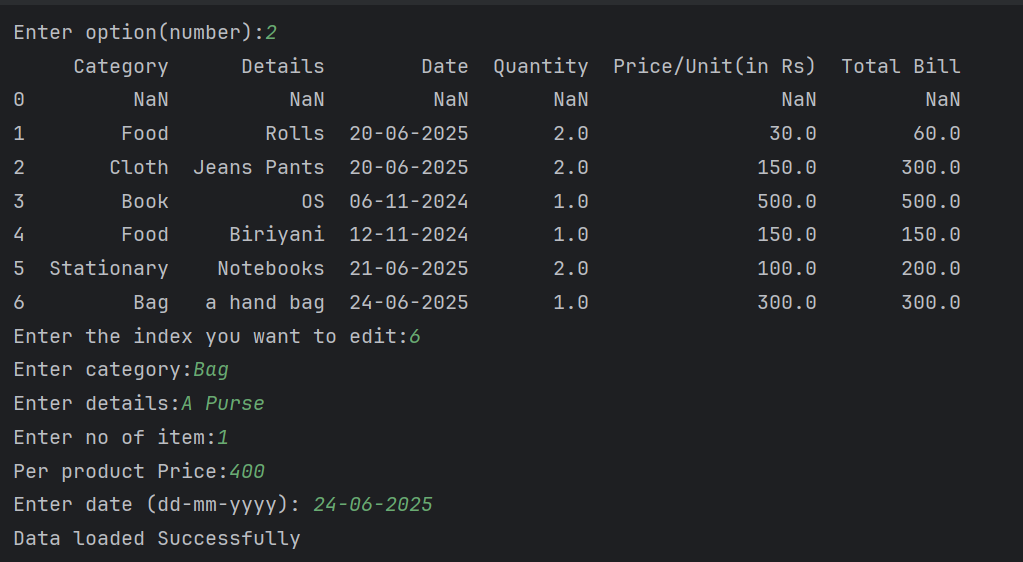 Enter option(number):2
Category Details Date Quantity Price/Unit(in Rs) Total Bill
0 NaN NaN NaN NaN NaN NaN
1 Food Rolls 20-06-2025 2.0 30.0 60.0
2 Cloth Jeans Pants 20-06-2025 2.0 150.0 300.0
3 Book OS 06-11-2024 1.0 500.0 500.0
4 Food Biriyani 12-11-2024 1.0 150.0 150.0
5 Stationary Notebooks 21-06-2025 2.0 100.0 200.0
6 Bag a hand bag 24-06-2025 1.0 300.0 300.0
Enter the index you want to edit:6
Enter category:Bag
Enter details:A Purse
Enter no of item:1
Per product Price:400
Enter date (dd-mm-yyyy): 24-06-2025
Data loaded Successfully